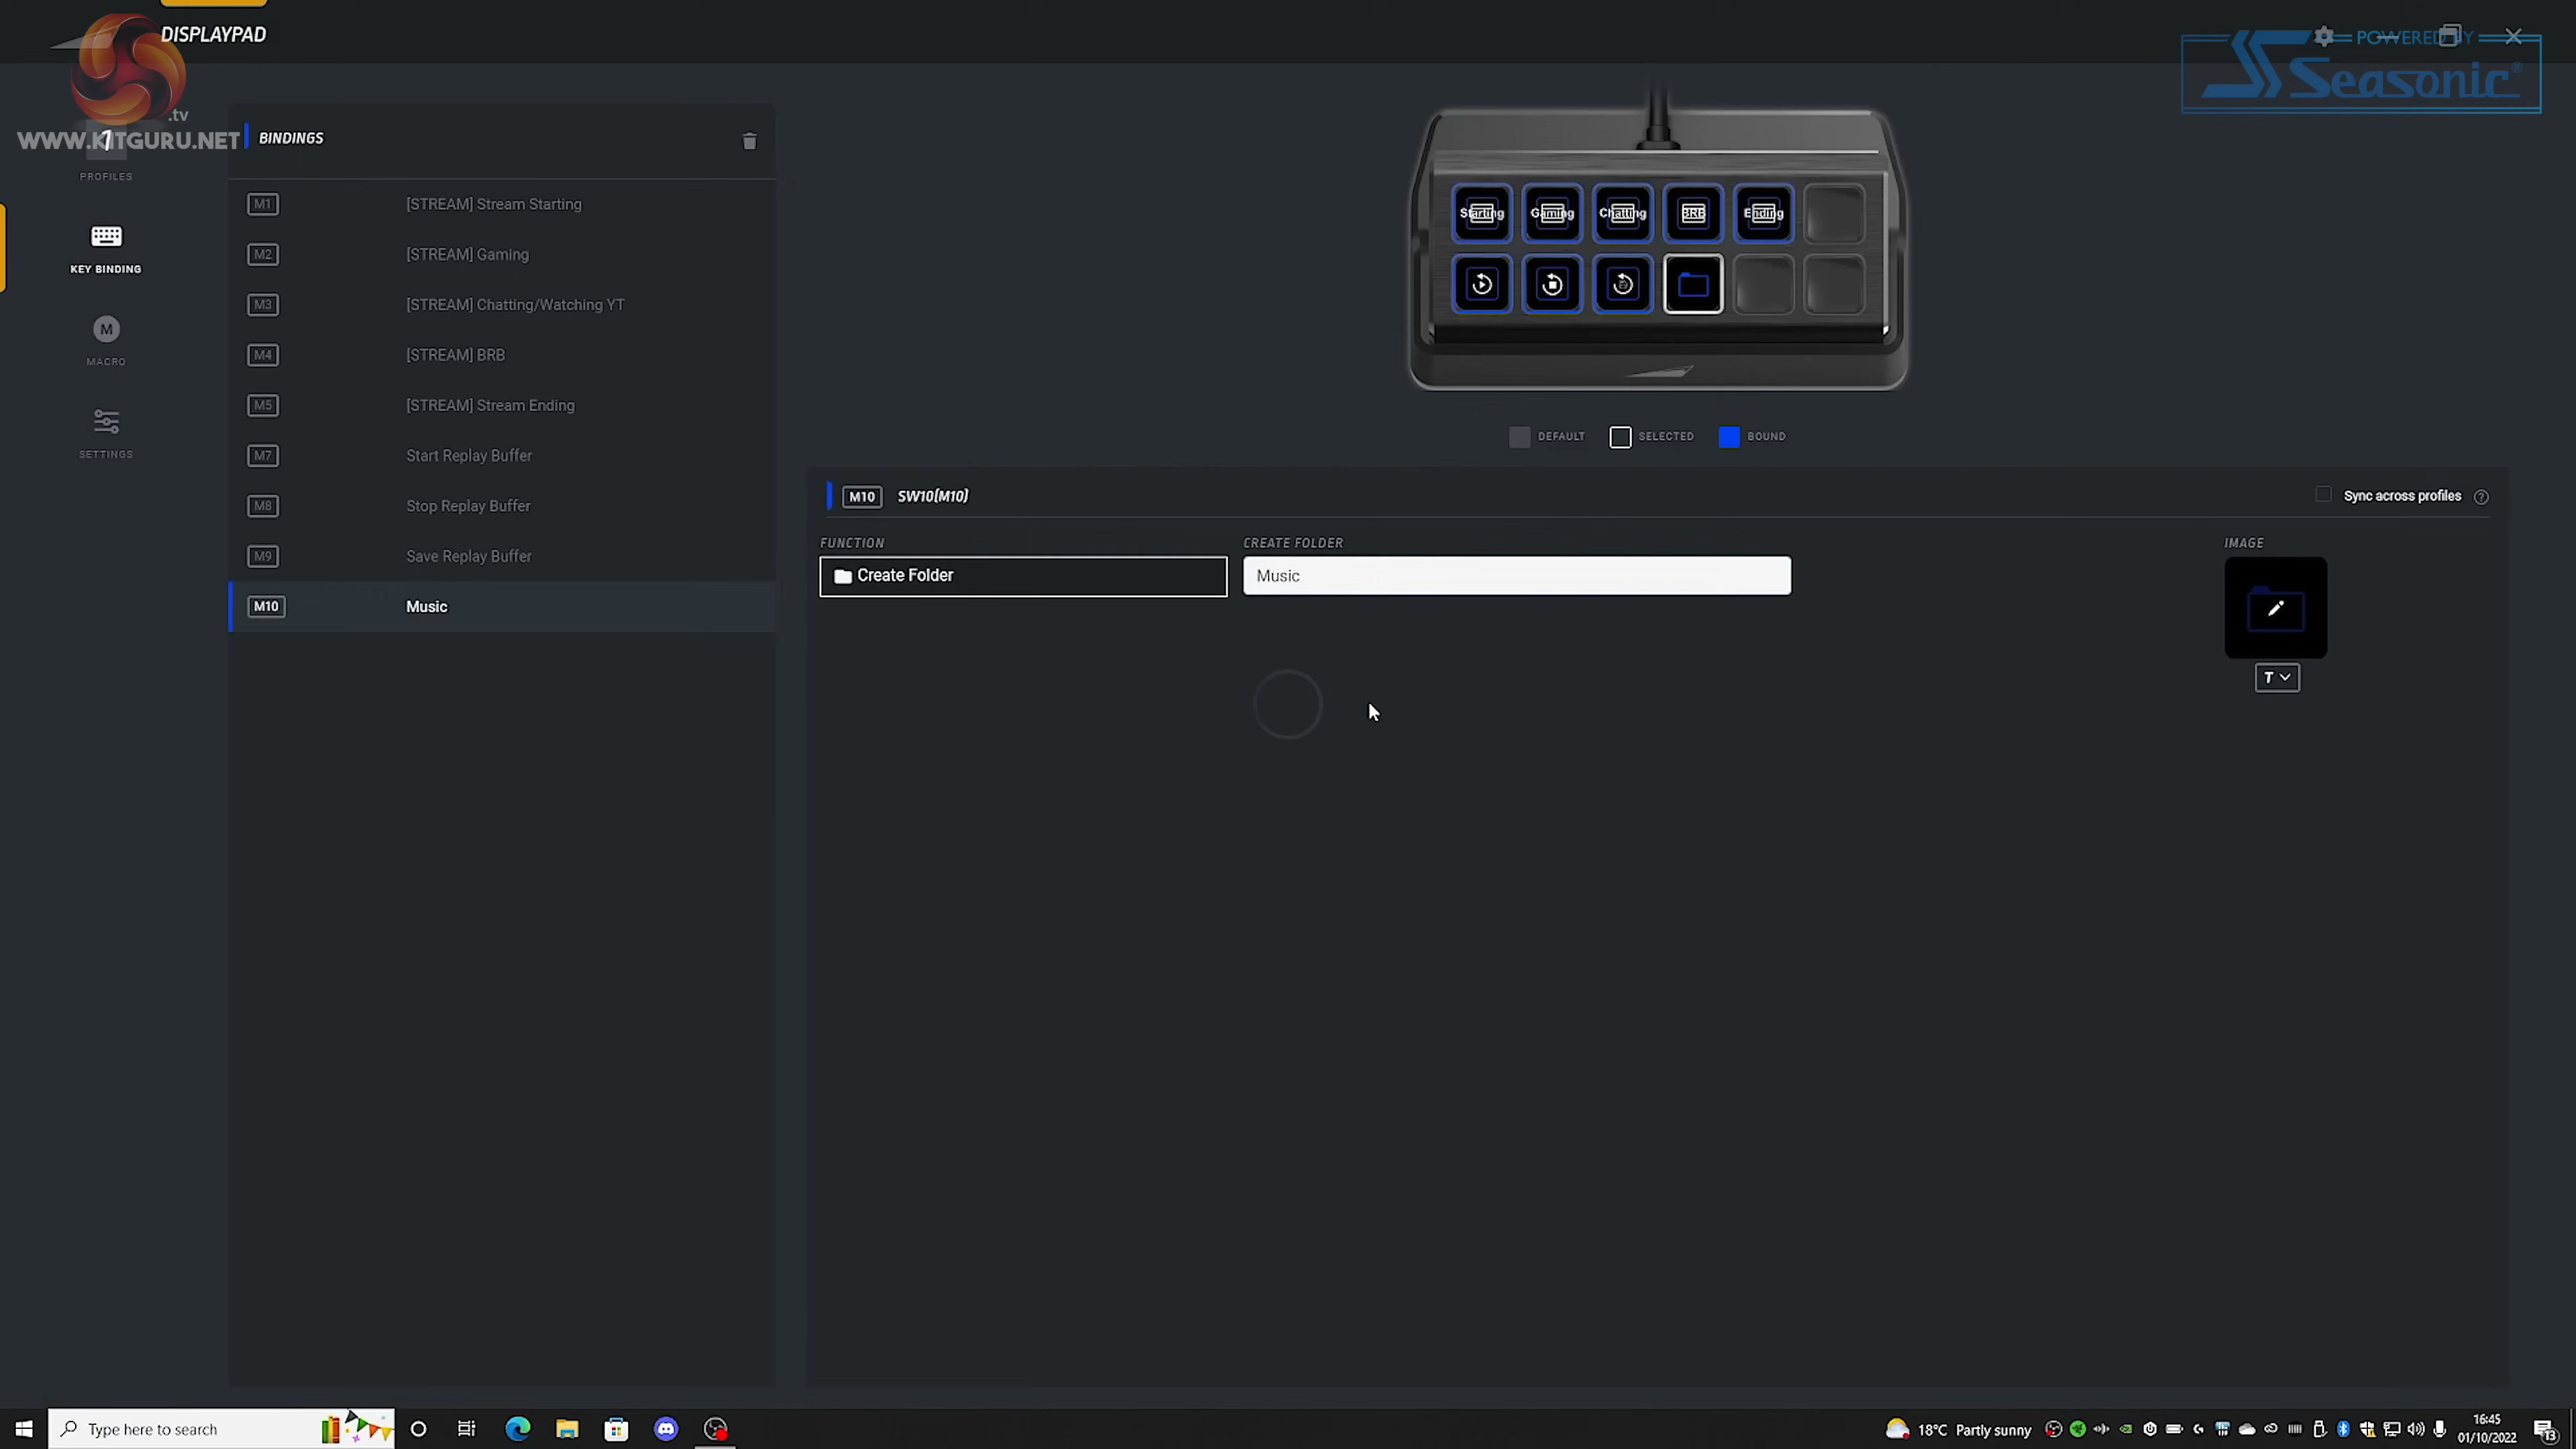 DISPLAYPAD
.tv
WWW.KITGURU.NET
POWERED BY
Seasonic®
1
PROFILES
KEY BINDING
M
MACRO
SETTINGS
BINDINGS
M1 [STREAM] Stream Starting
M2 [STREAM] Gaming
M3 [STREAM] Chatting/Watching YT
M4 [STREAM] BRB
M5 [STREAM] Stream Ending
M7 Start Replay Buffer
M8 Stop Replay Buffer
M9 Save Replay Buffer
M10 Music
Starting Gaming Chatting BRB Ending
DEFAULT SELECTED BOUND
M10 SW10(M10)
Sync across profiles ?
FUNCTION CREATE FOLDER IMAGE
Create Folder Music
T
Type here to search
18°C Partly sunny
16:45
01/10/2022
13